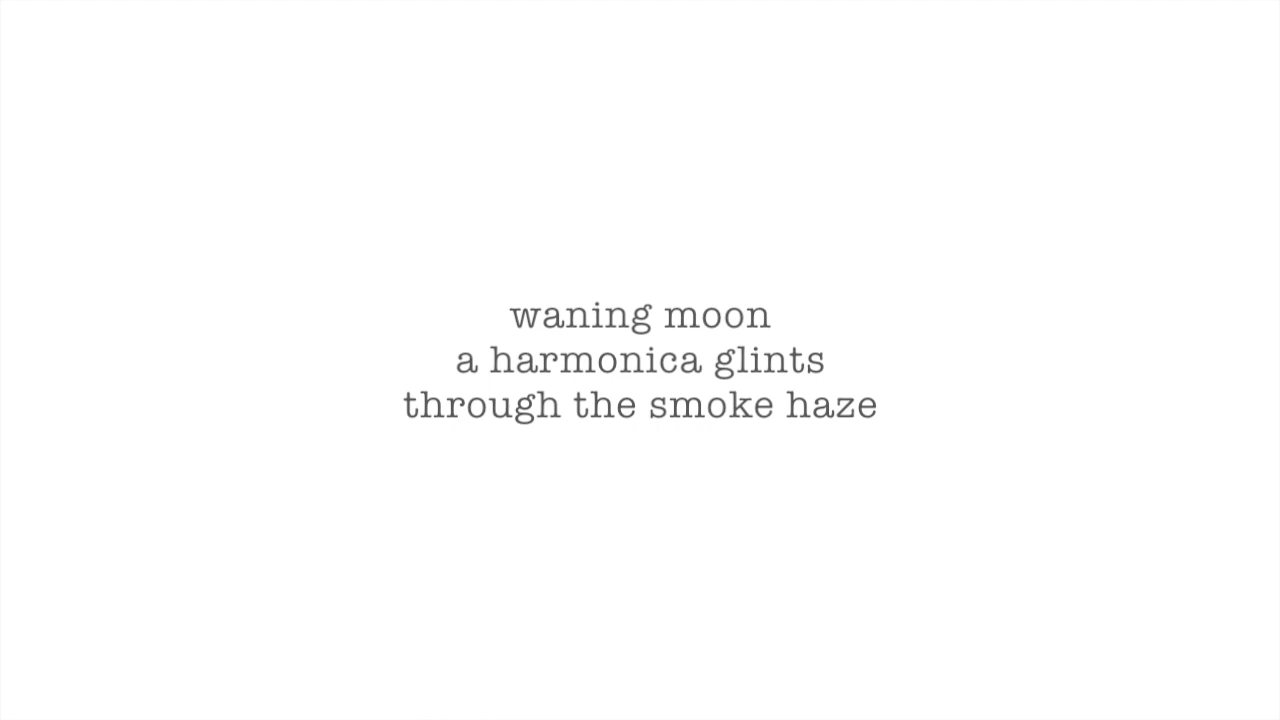 waning moon
a harmonica glints
through the smoke haze